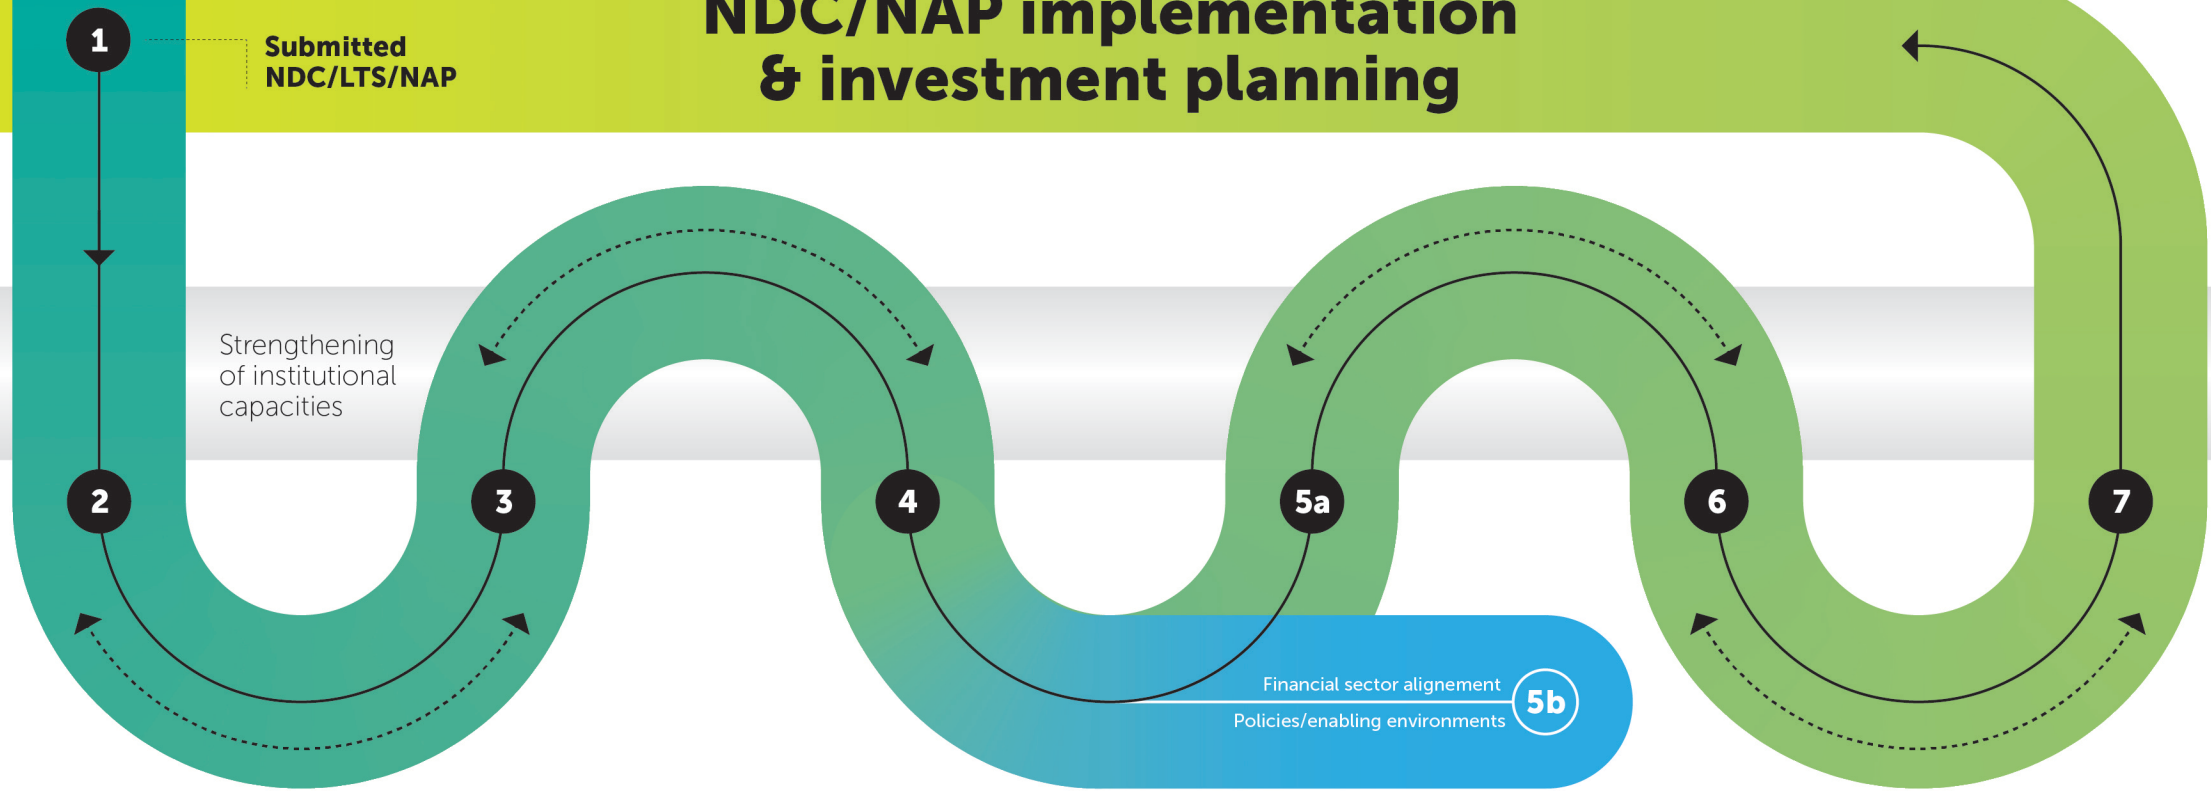 NDC/NAP implementation
& investment planning
1
Submitted
NDC/LTS/NAP
Strengthening
of institutional
capacities
2
3
4
5a
6
7
Financial sector alignement
Policies/enabling environments
5b